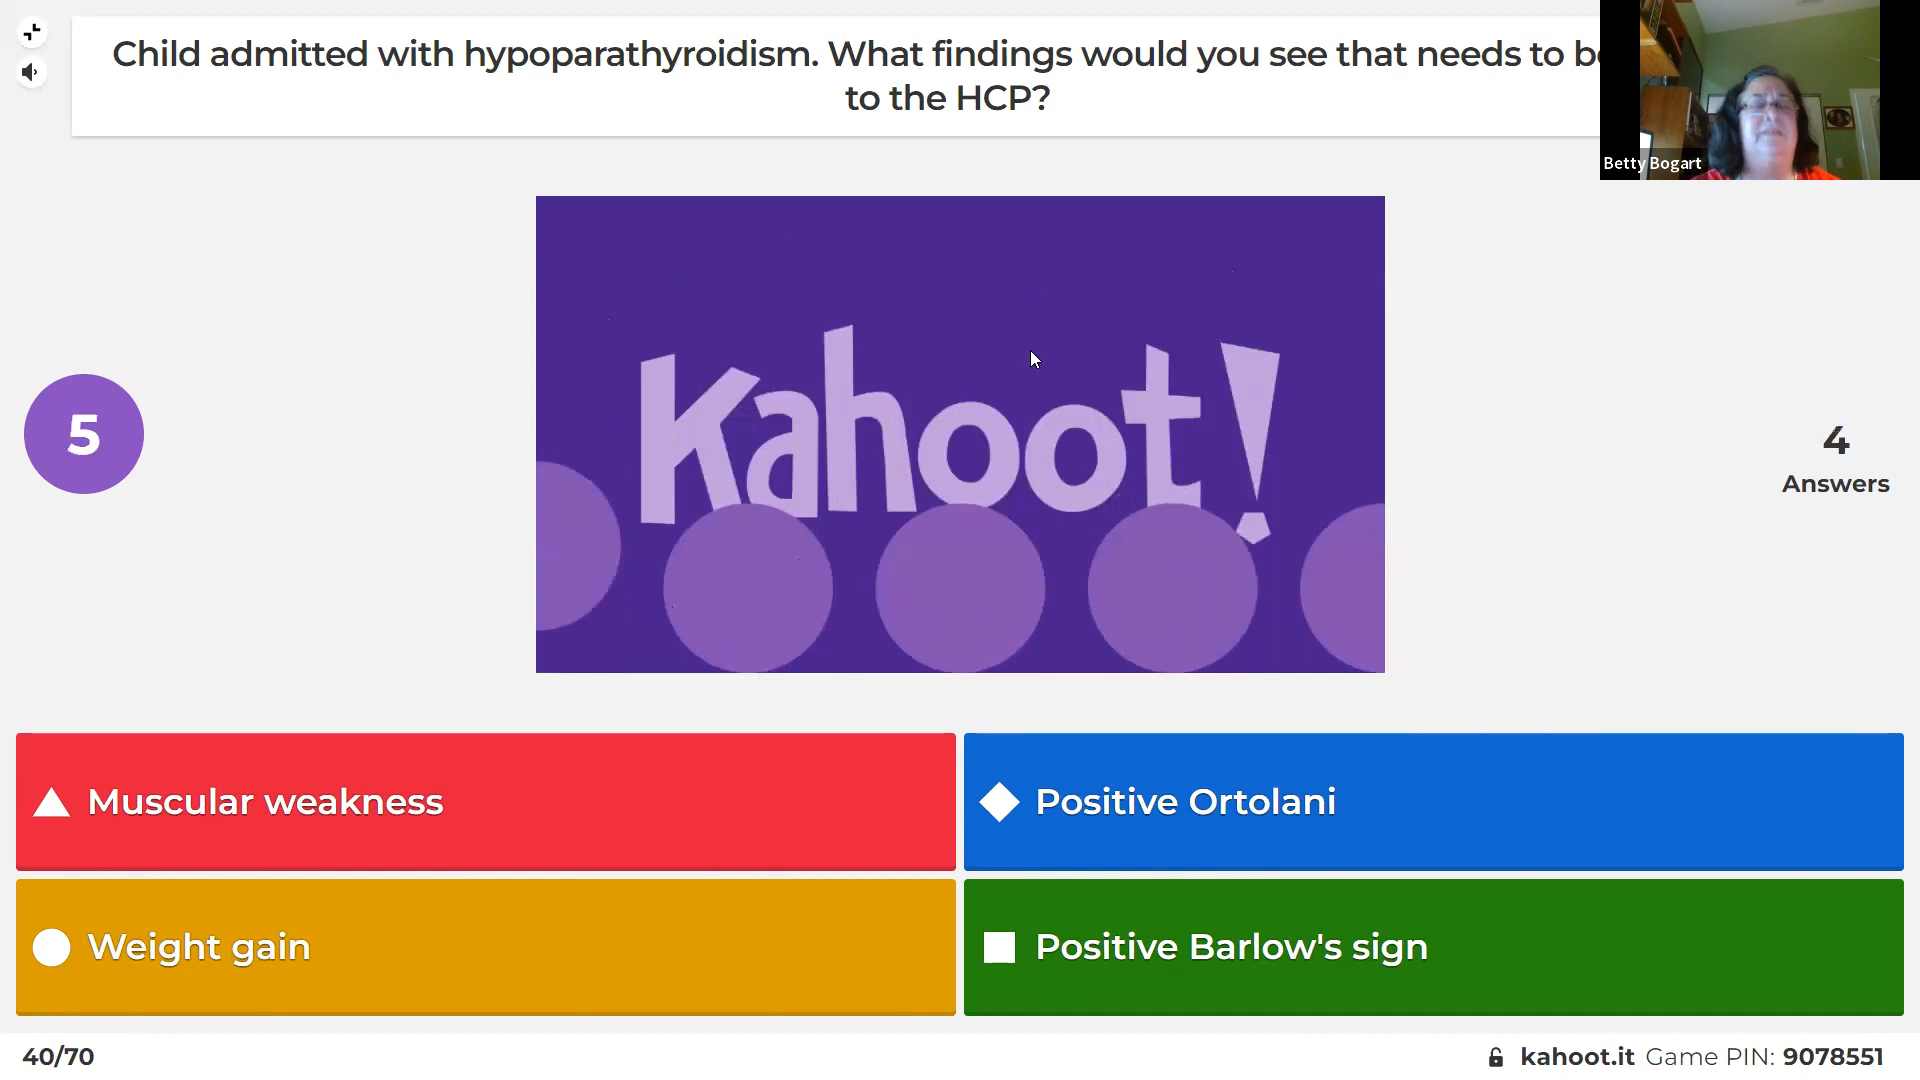 Child admitted with hypoparathyroidism. What findings would you see that needs to
to the HCP?
Betty Bogart
Kahoot!
5
4
Answers
Muscular weakness
Positive Ortolani
Weight gain
Positive Barlow's sign
40/70
kahoot.it Game PIN: 9078551